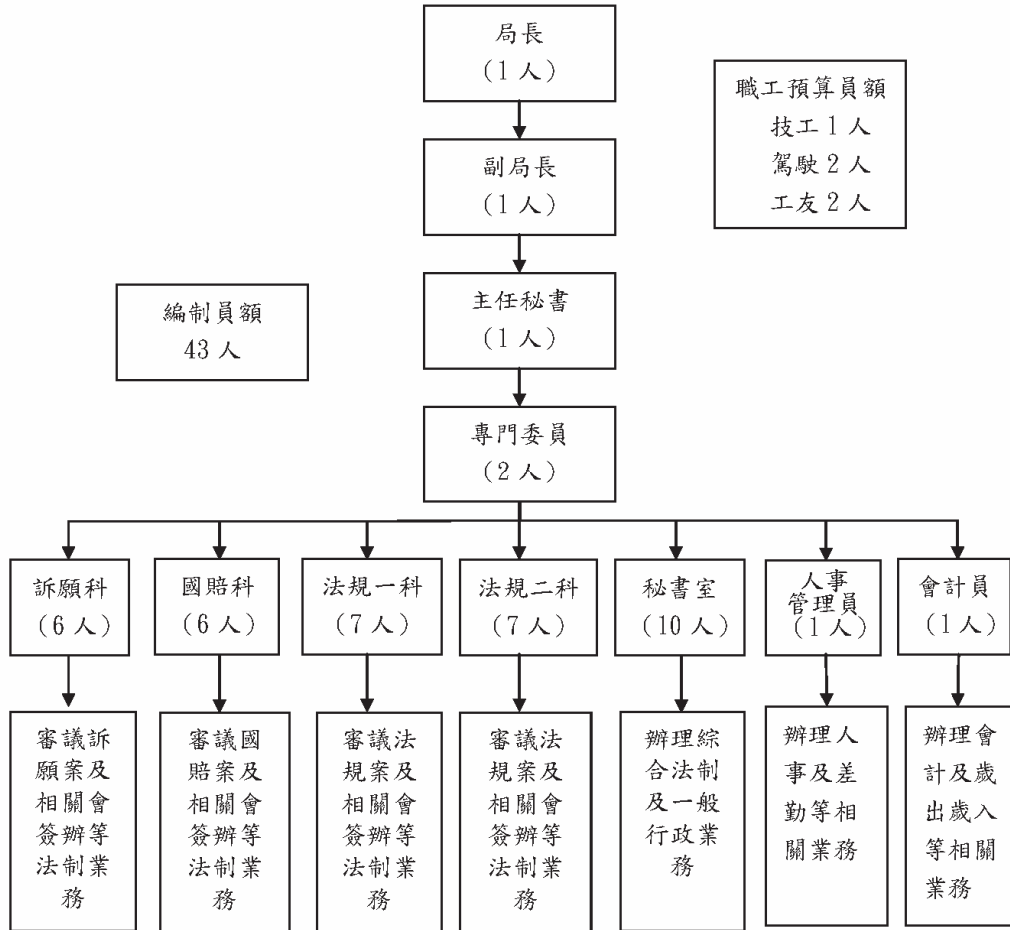 局長
(1人)
職工預算員額
技工1人
駕駛2人
工友2人
副局長
(1人)
編制員額
43人
主任秘書
(1人)
專門委員
(2人)
訴願科
(6人)
國賠科
(6人)
法規一科
(7人)
法規二科
(7人)
秘書室
(10人)
人事
管理員
(1人)
會計員
(1人)
審議訴
願案及
相關會
簽辦等
法制業
務
審議國
賠案及
相關會
簽辦等
法制業
務
審議法
規案及
相關會
簽辦等
法制業
務
審議法
規案及
相關會
簽辦等
法制業
務
辦理綜
合法制
及一般
行政業
務
辦理人
事及差
勤等相
關業務
辦理會
計及歲
出歲入
等相關
業務